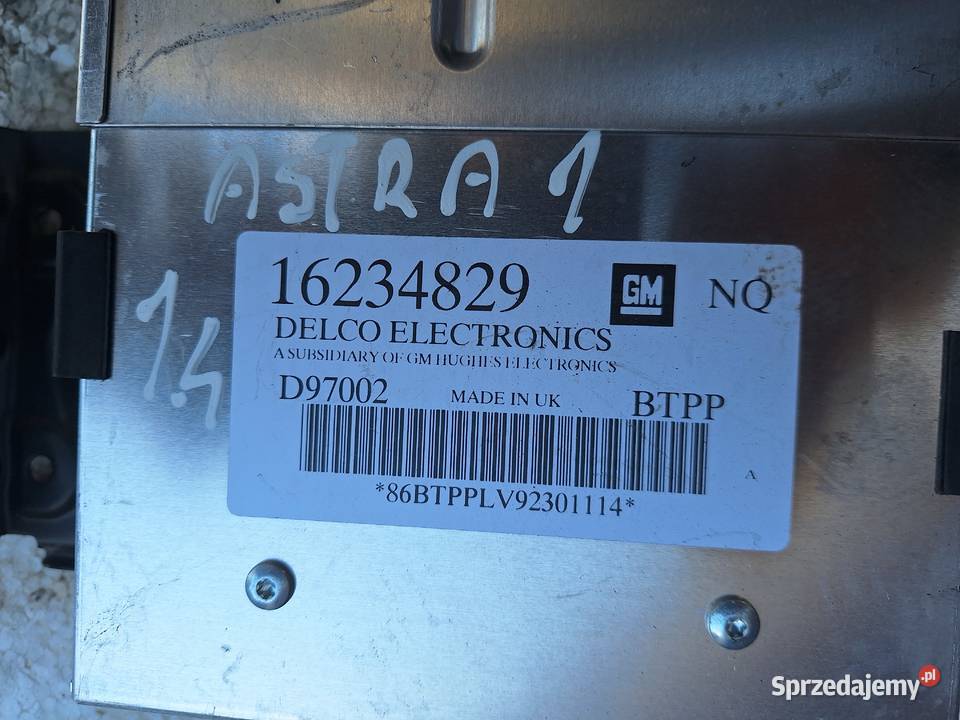 ASTRA 1
1.4
16234829 GM NQ
DELCO ELECTRONICS
A SUBSIDIARY OF GM HUGHES ELECTRONICS
D97002 MADE IN UK BTPP
A
*86BTPPLV92301114*
Sprzedajemy.pl